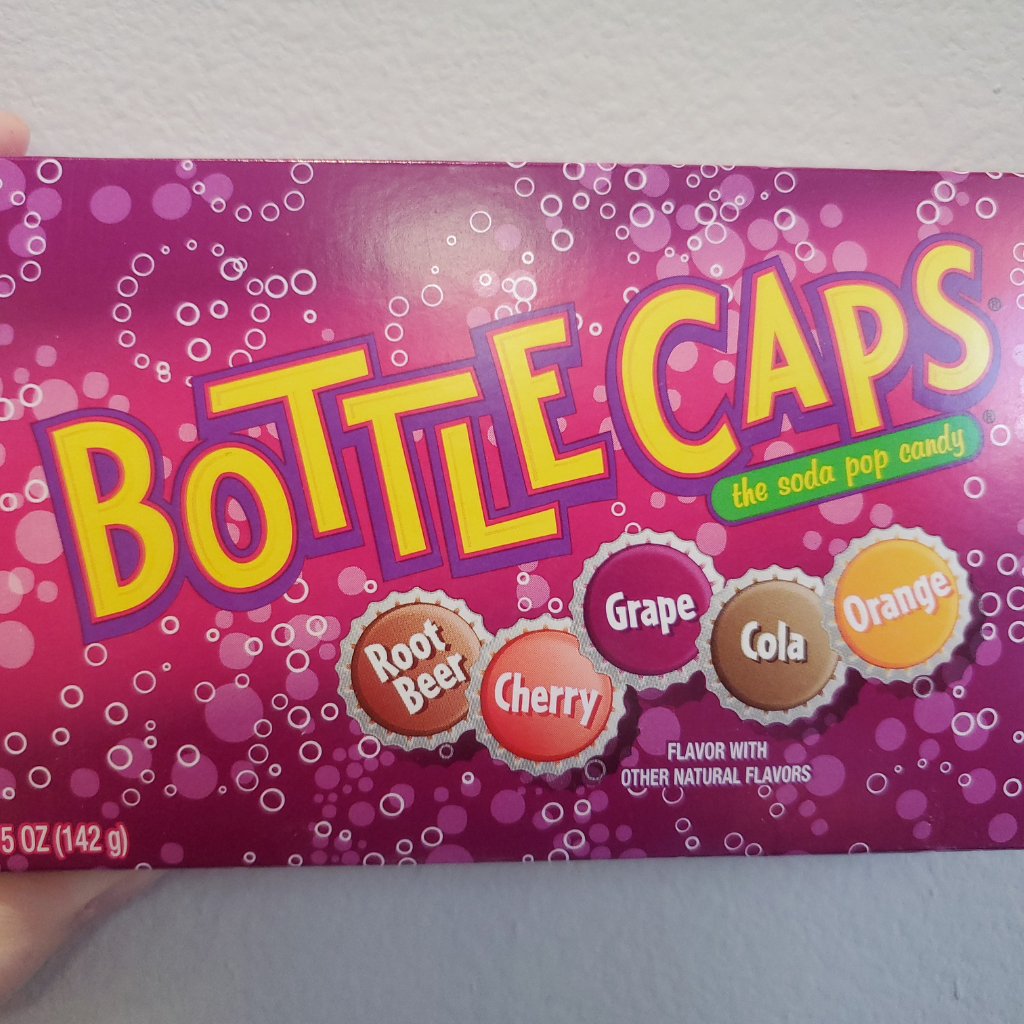 BOTTLE CAPS®
the soda pop candy®
Root
Beer
Cherry
Grape
Cola
Orange
FLAVOR WITH
OTHER NATURAL FLAVORS
5 OZ (142 g)